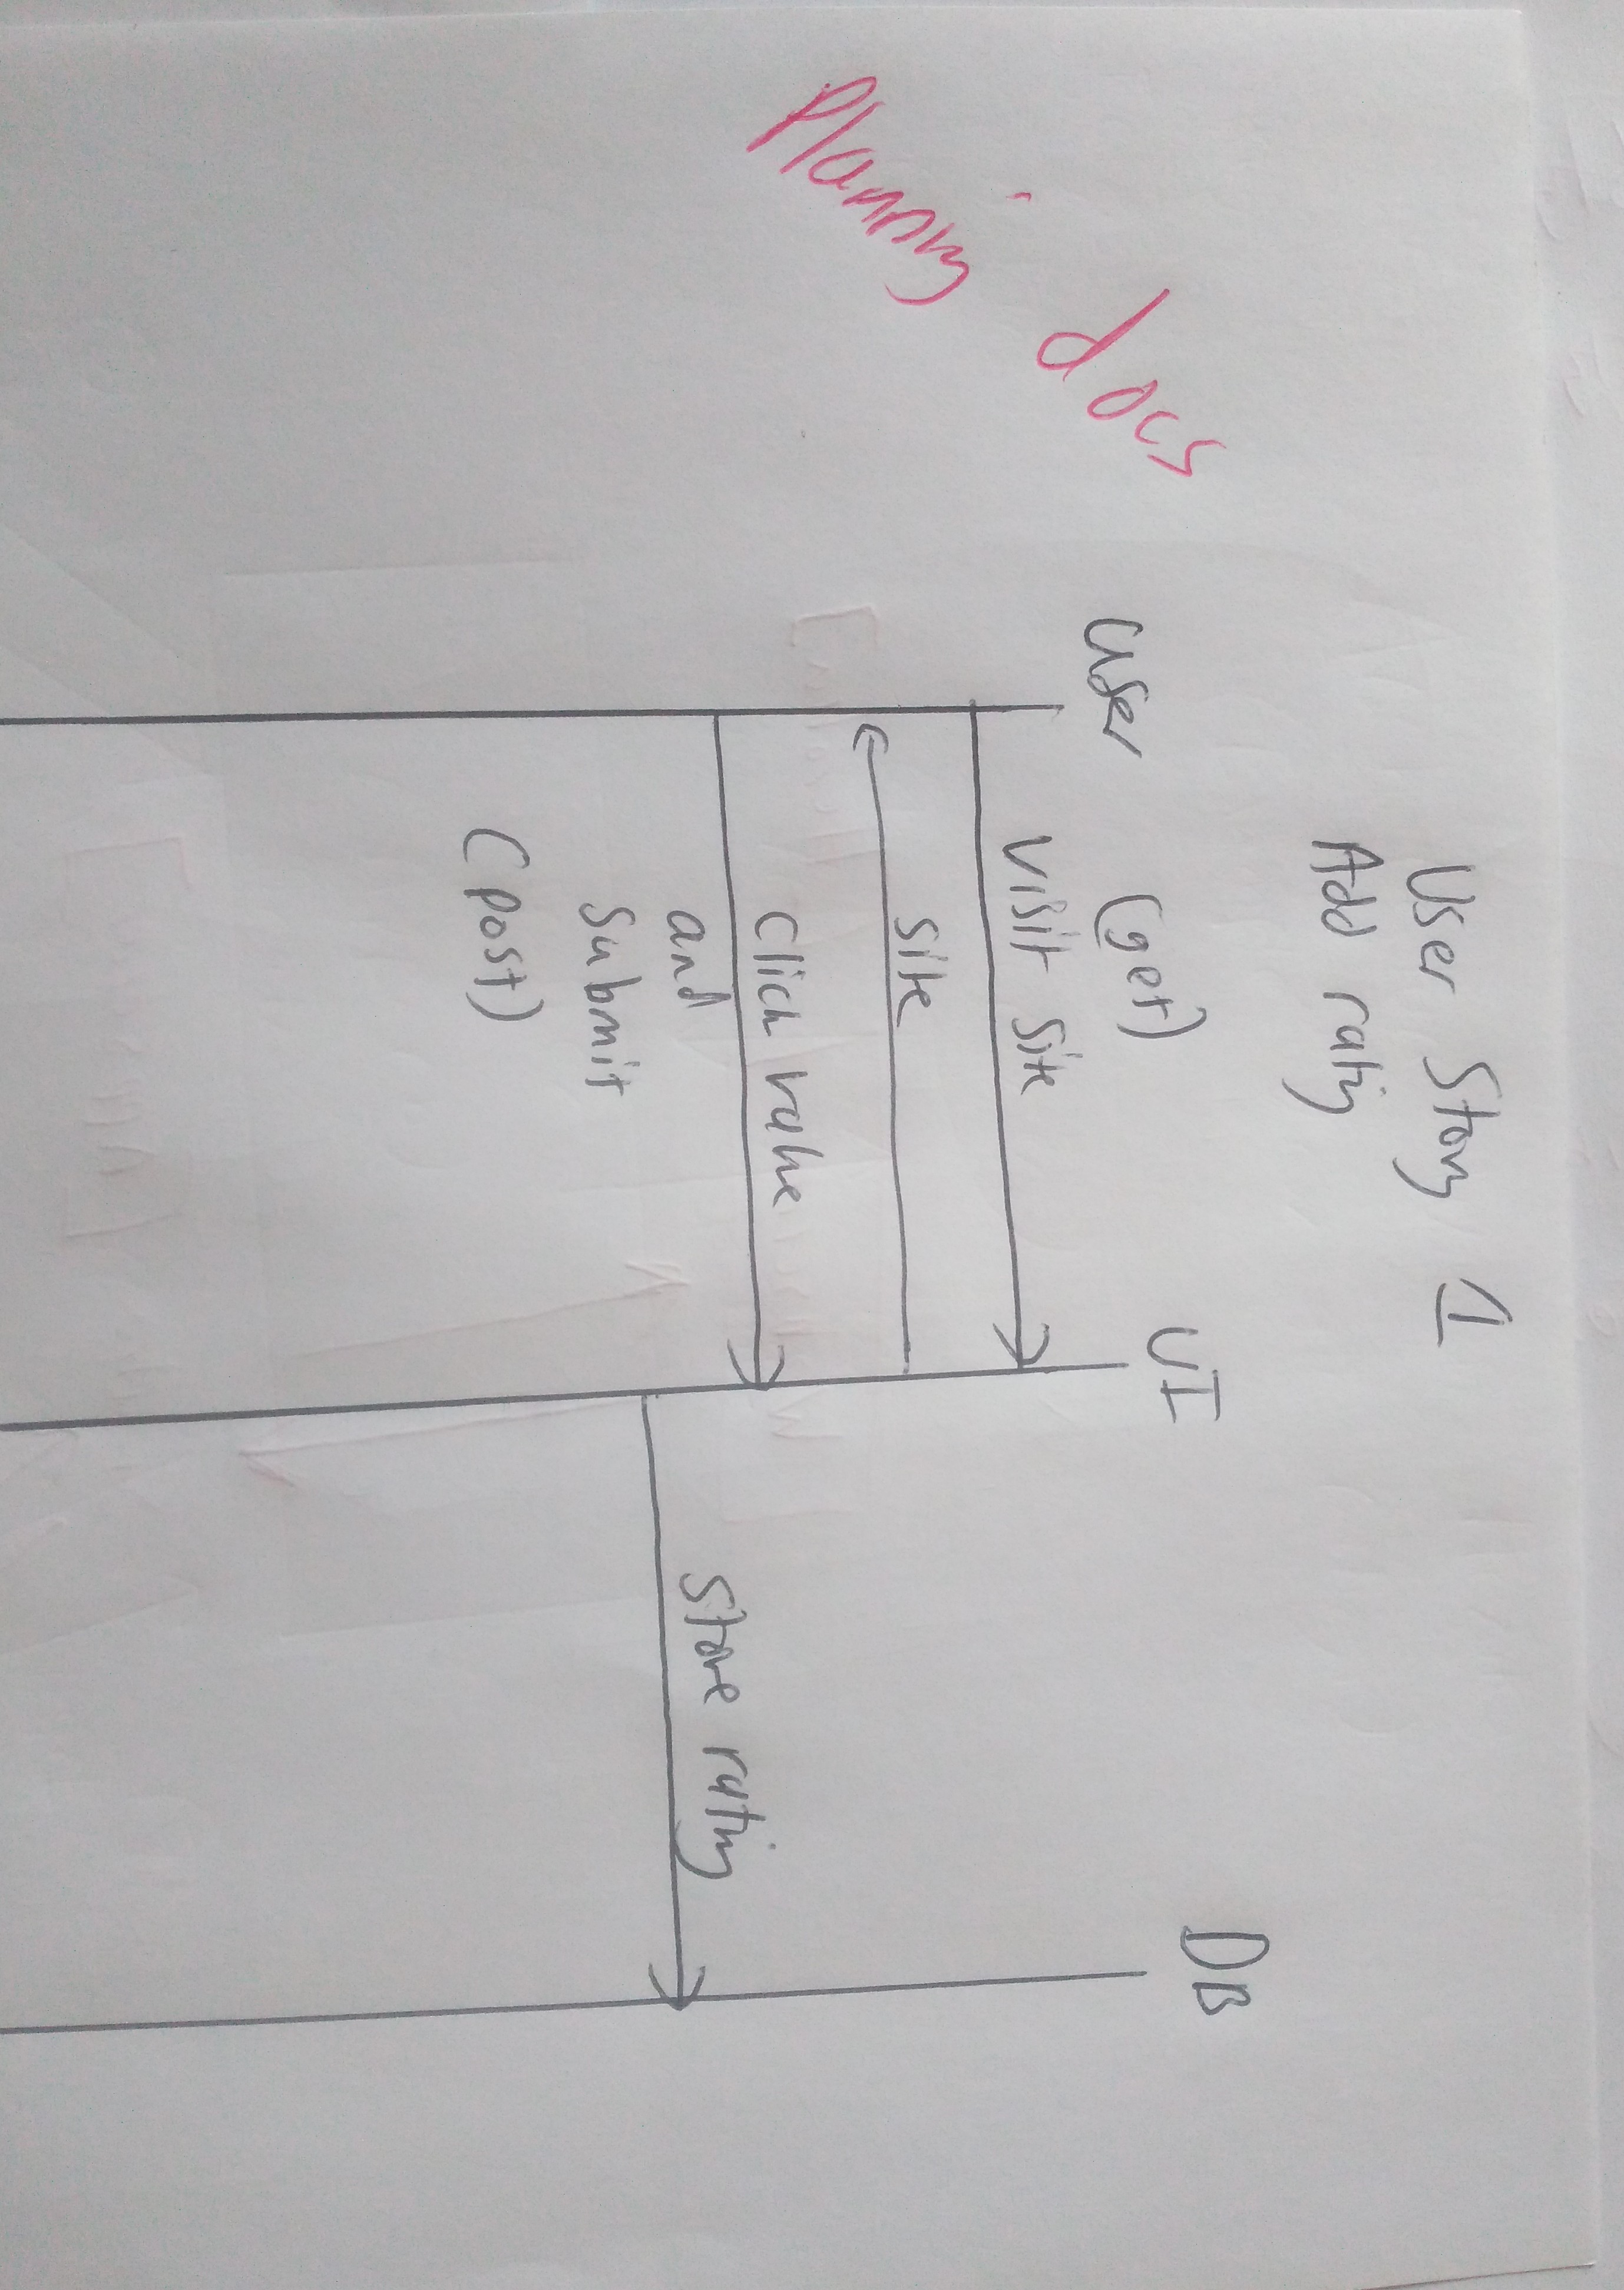 User Story 1
Add rating
Planning docs
User (get) UI DB
visit site
site
Click value
and
Submit
(post)
store rating